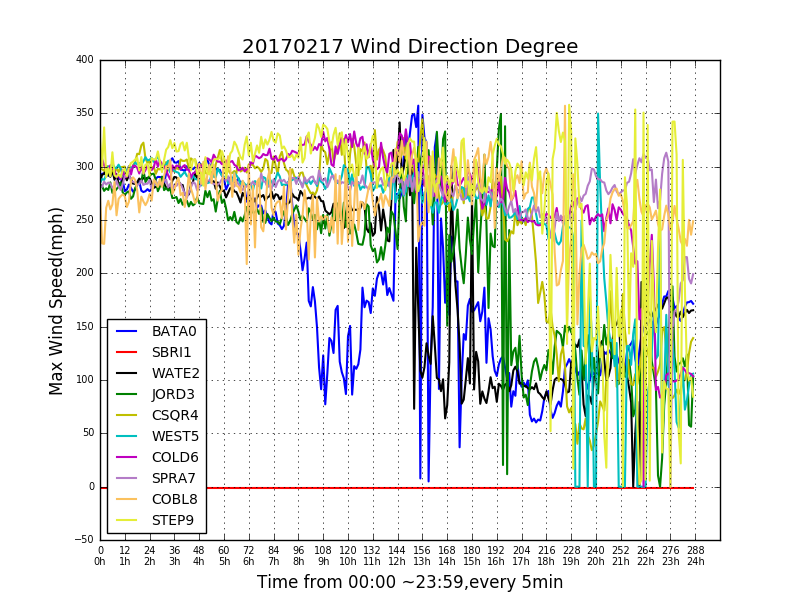 20170217 Wind Direction Degree
400
350
300
250
200
150
100
50
0
−50
Max Wind Speed(mph)
BATA0
SBRI1
WATE2
JORD3
CSQR4
WEST5
COLD6
SPRA7
COBL8
STEP9
0 12 24 36 48 60 72 84 96 108 120 132 144 156 168 180 192 204 216 228 240 252 264 276 288
0h 1h 2h 3h 4h 5h 6h 7h 8h 9h 10h 11h 12h 13h 14h 15h 16h 17h 18h 19h 20h 21h 22h 23h 24h
Time from 00:00 ~23:59,every 5min